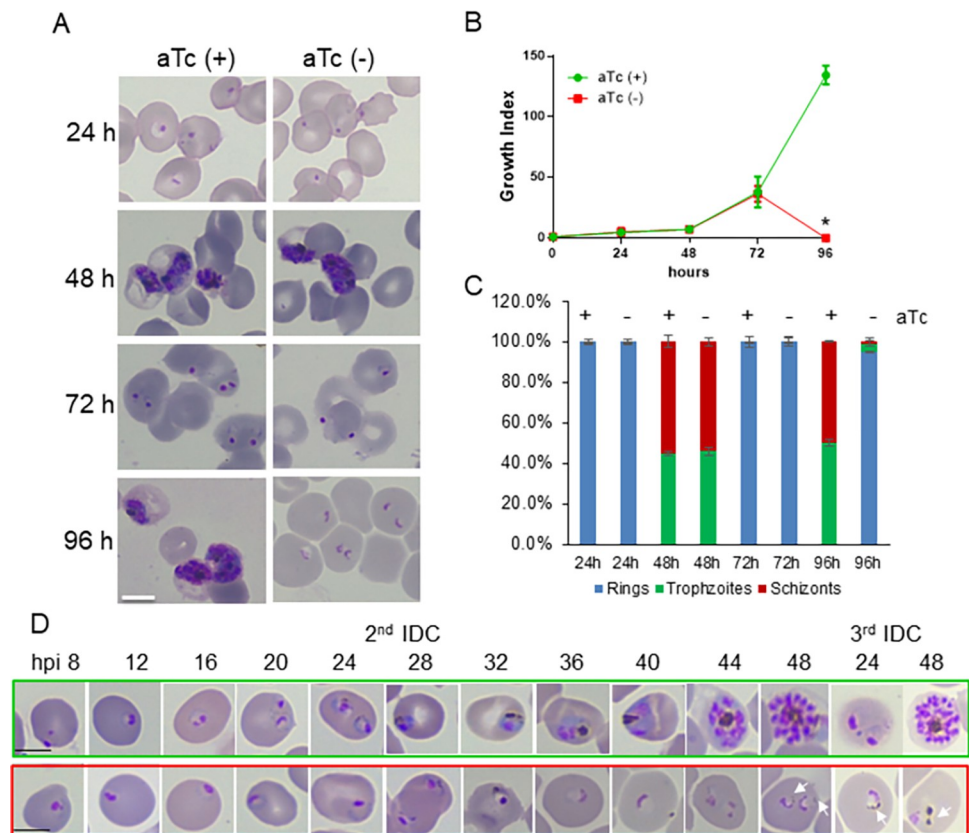 A
aTc (+) aTc (-)
24 h
48 h
72 h
96 h
B
Growth Index
150
100
50
0
aTc (+)
aTc (-)
*
0 24 48 72 96
hours
C
120.0%
100.0%
80.0%
60.0%
40.0%
20.0%
0.0%
+ - + - + - + - aTc
24h 24h 48h 48h 72h 72h 96h 96h
Rings Trophzoites Schizonts
D
2nd IDC 3rd IDC
hpi 8 12 16 20 24 28 32 36 40 44 48 24 48